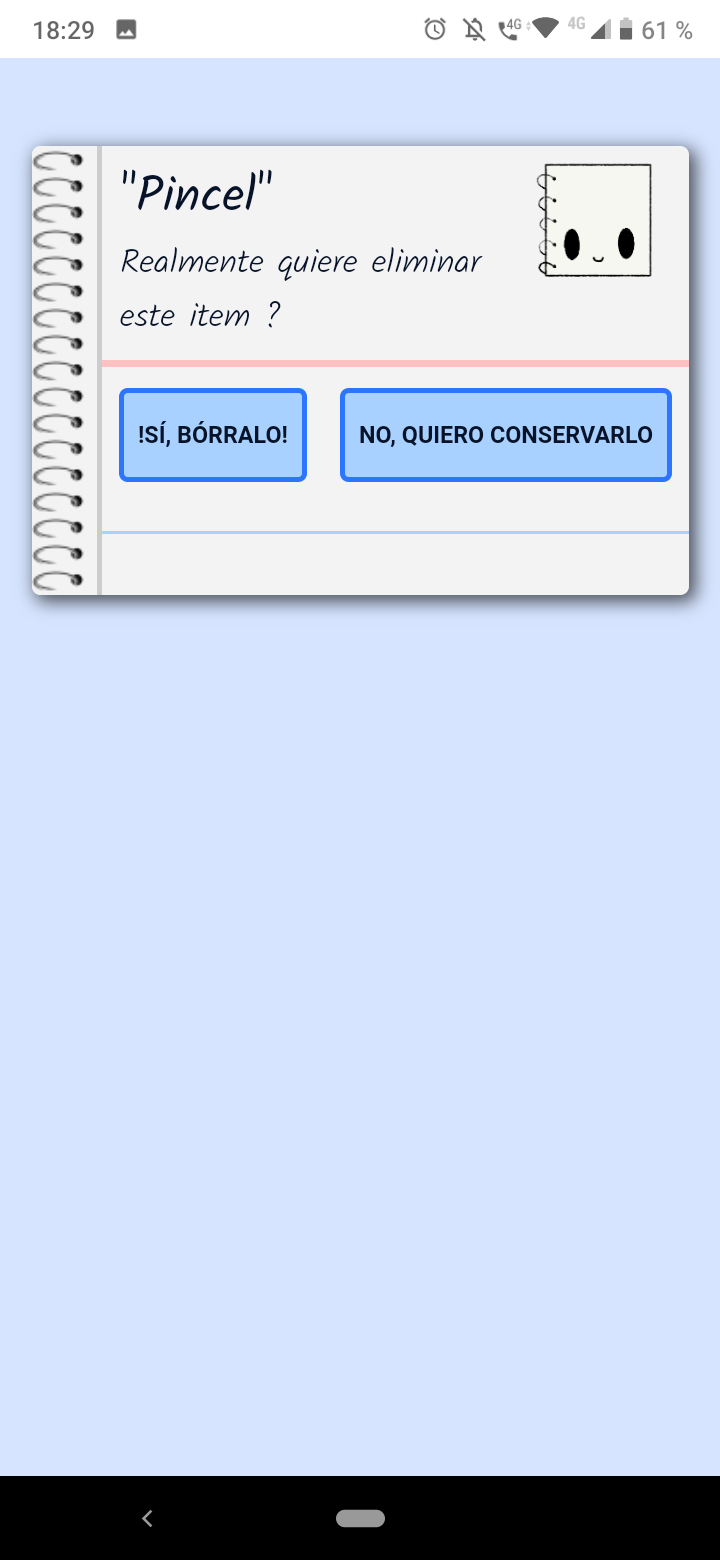 18:29 4G 4G 61 %
"Pincel"
Realmente quiere eliminar
este item ?
!SÍ, BÓRRALO! NO, QUIERO CONSERVARLO